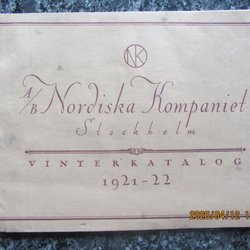 NK
A/B Nordiska Kompaniet
Stockholm
VINTERKATALOG
1921-22